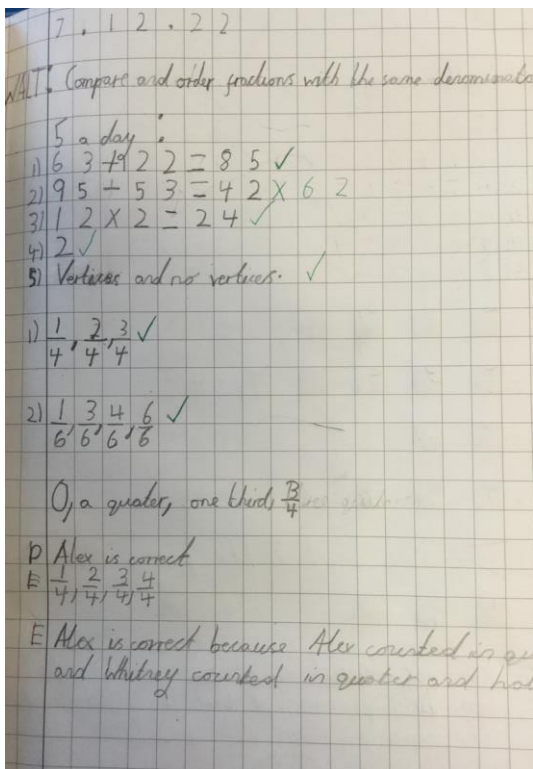 7.12.22
WALT: Compare and order fractions with the same denominato
5 a day:
1) 63+22=85 ✓
2) 95-53=42 x 62
3) 12x2=24 ✓
4) 2 ✓
5) Vertices and no vertices. ✓
1) 1/4, 2/4, 3/4 ✓
2) 1/6, 3/6, 4/6, 6/6 ✓
0, a quater, one third, 3/4
P Alex is correct
E 1/4, 2/4, 3/4, 4/4
E Alex is correct because Alex counted in qu
and Whitney counted in quater and ha